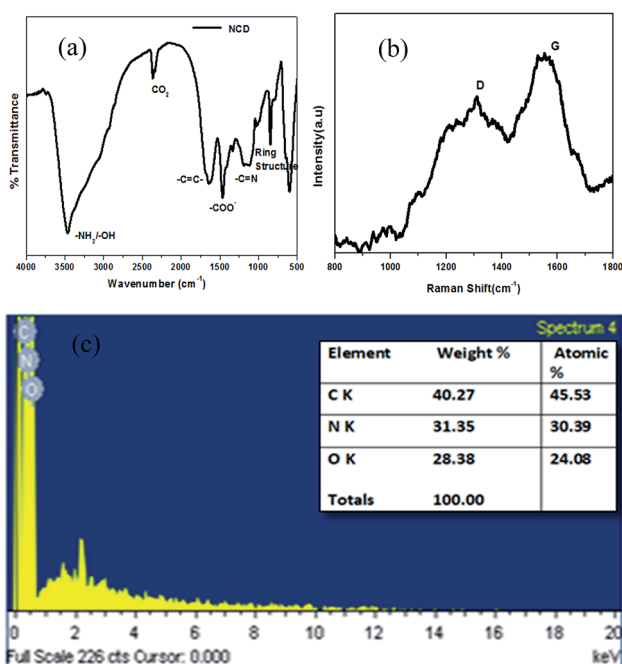 (a)
NCD
CO2
Ring
Structure
-C=C-
-C=N
-COO-
-NH2/-OH
% Transmittance
4000 3500 3000 2500 2000 1500 1000 500
Wavenumber (cm-1)
(b)
D
G
Intensity(a.u)
800 1000 1200 1400 1600 1800
Raman Shift(cm-1)
(c)
Spectrum 4
C
N
O
Element Weight % Atomic
%
C K 40.27 45.53
N K 31.35 30.39
O K 28.38 24.08
Totals 100.00
0 2 4 6 8 10 12 14 16 18 20
Full Scale 226 cts Cursor: 0.000 keV